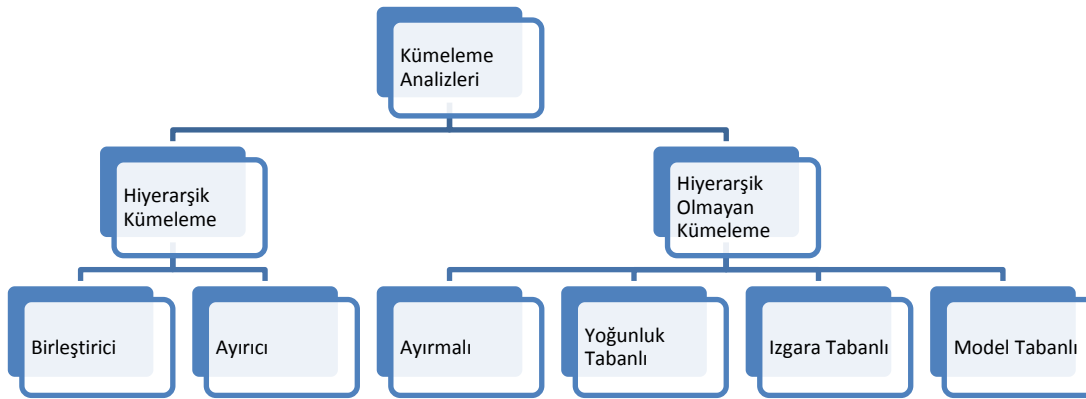 Kümeleme
Analizleri
Hiyerarşik
Kümeleme
Hiyerarşik
Olmayan
Kümeleme
Birleştirici
Ayırıcı
Ayırmalı
Yoğunluk
Tabanlı
Izgara Tabanlı
Model Tabanlı